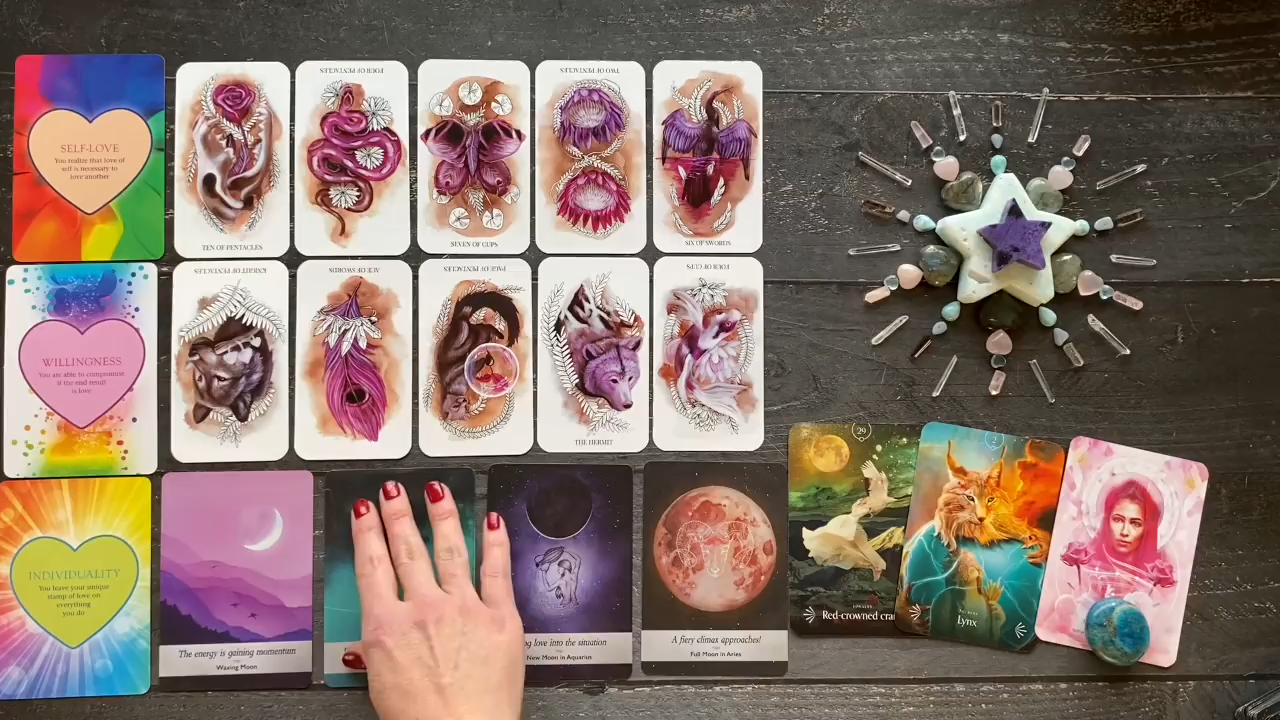 SELF-LOVE
You realize that love of
self is necessary to
love another
TEN OF PENTACLES
FOUR OF PENTACLES
SEVEN OF CUPS
TWO OF PENTACLES
SIX OF SWORDS
WILLINGNESS
You are able to compromise
if the end result
is love
KNIGHT OF PENTACLES
ACE OF SWORDS
PAGE OF PENTACLES
THE HERMIT
FOUR OF CUPS
INDIVIDUALITY
You leave your unique
stamp of love on
everything
you do
The energy is gaining momentum
Waxing Moon
love into the situation
New Moon in Aquarius
A fiery climax approaches!
Full Moon in Aries
29
Red-crowned
2
Lynx